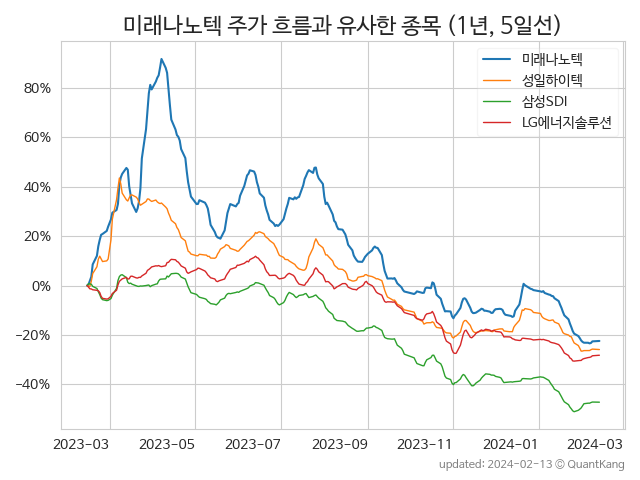 미래나노텍 주가 흐름과 유사한 종목 (1년, 5일선)
미래나노텍
성일하이텍
삼성SDI
LG에너지솔루션
80%
60%
40%
20%
0%
−20%
−40%
2023-03 2023-05 2023-07 2023-09 2023-11 2024-01 2024-03
updated: 2024-02-13 © QuantKang